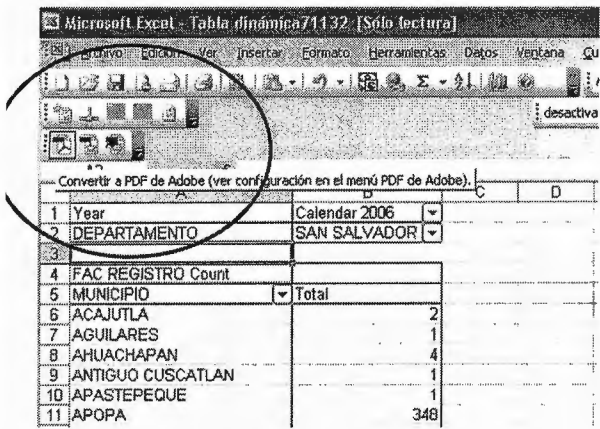 Microsoft Excel - Tabla dinámica71132 [Sólo lectura]
Archivo Edición Ver Insertar Formato Herramientas Datos Ventana
desactiva
Convertir a PDF de Adobe (ver configuración en el menú PDF de Adobe).
C D
1 Year Calendar 2006
2 DEPARTAMENTO SAN SALVADOR
3
4 FAC REGISTRO Count
5 MUNICIPIO Total
6 ACAJUTLA 2
7 AGUILARES 1
8 AHUACHAPAN 4
9 ANTIGUO CUSCATLAN 1
10 APASTEPEQUE 1
11 APOPA 348